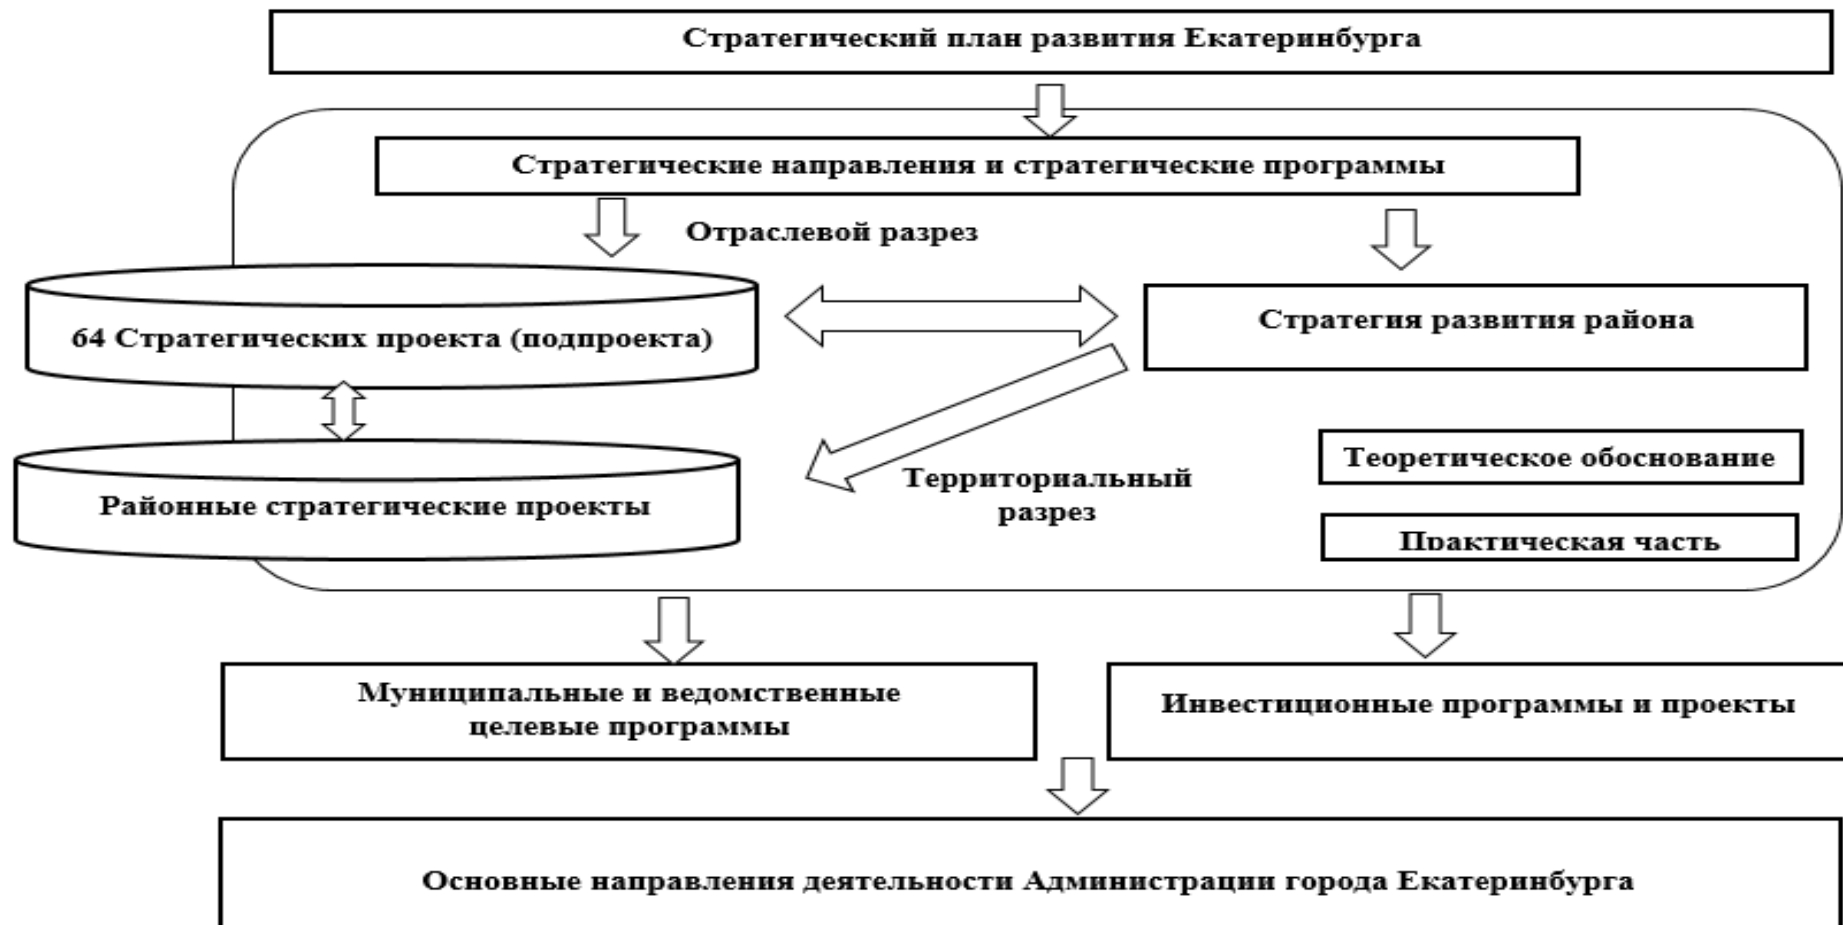 Стратегический план развития Екатеринбурга
Стратегические направления и стратегические программы
Отраслевой разрез
64 Стратегических проекта (подпроекта)
Стратегия развития района
Теоретическое обоснование
Территориальный
разрез
Районные стратегические проекты
Практическая часть
Муниципальные и ведомственные
целевые программы
Инвестиционные программы и проекты
Основные направления деятельности Администрации города Екатеринбурга